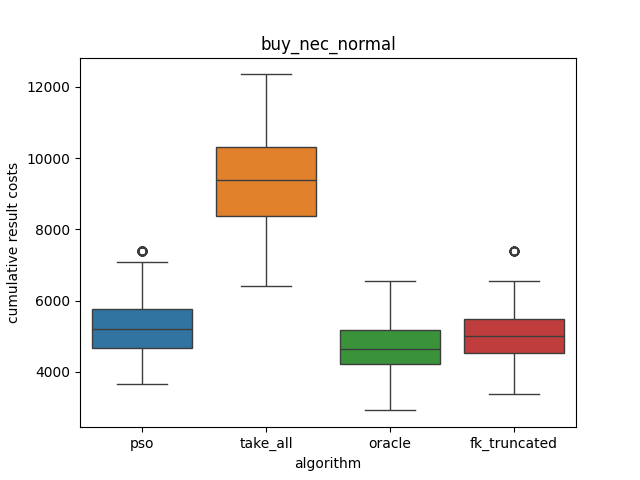 buy_nec_normal
cumulative result costs
12000
10000
8000
6000
4000
pso take_all oracle fk_truncated
algorithm